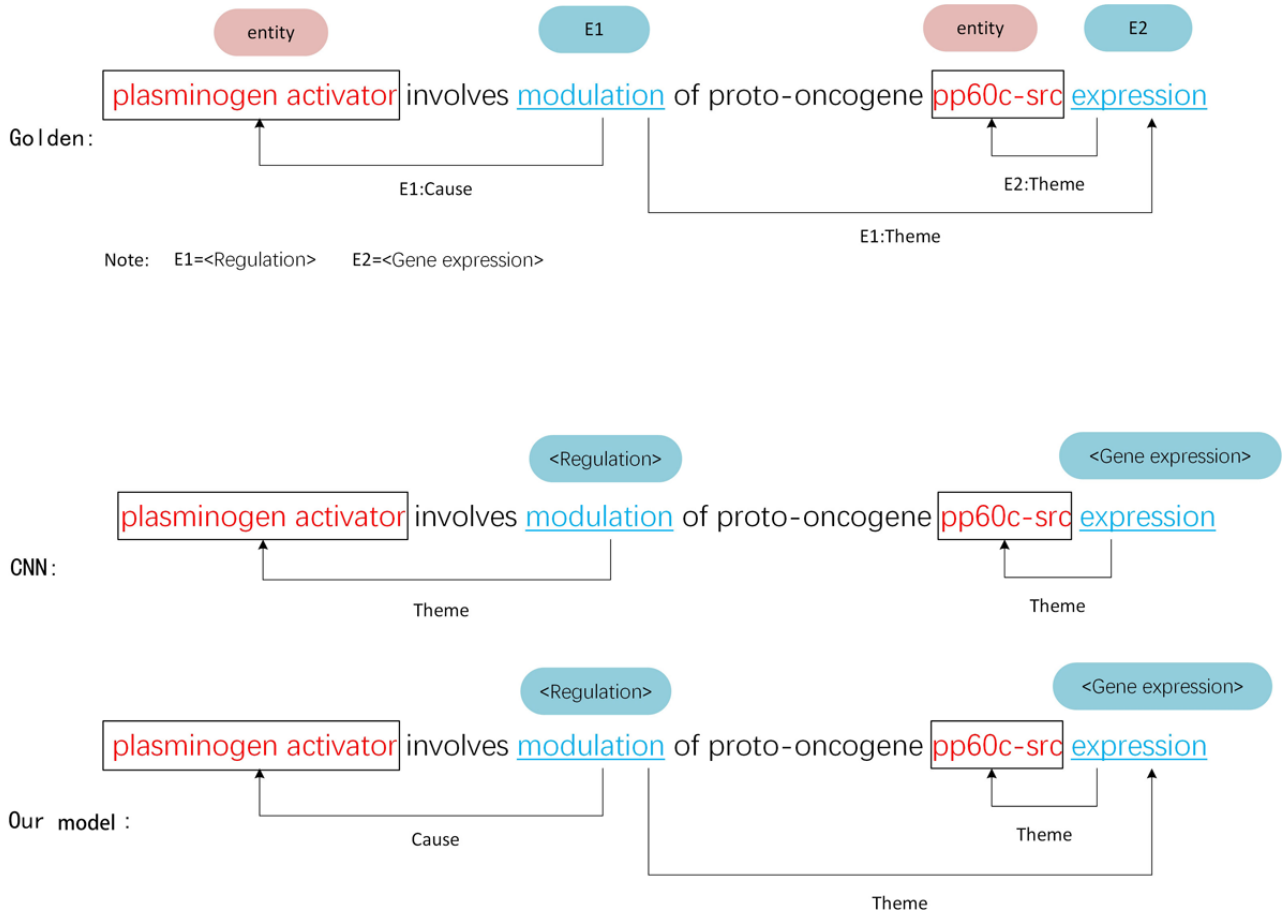 entity E1 entity E2
plasminogen activator involves modulation of proto-oncogene pp60c-src expression
Golden:
E1:Cause E2:Theme
E1:Theme
Note: E1=<Regulation> E2=<Gene expression>
<Regulation> <Gene expression>
plasminogen activator involves modulation of proto-oncogene pp60c-src expression
CNN:
Theme Theme
<Regulation> <Gene expression>
plasminogen activator involves modulation of proto-oncogene pp60c-src expression
Our model :
Cause Theme
Theme